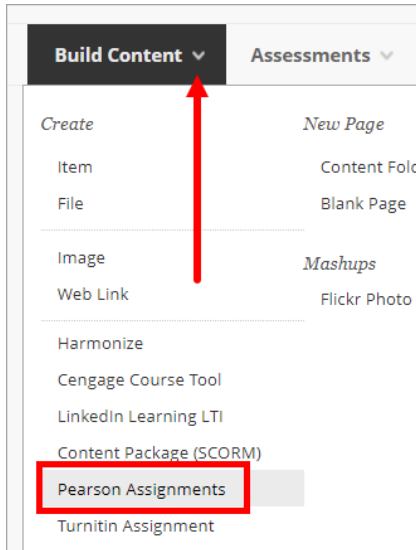 Build Content
Assessments
Create
Item
File
Image
Web Link
Harmonize
Cengage Course Tool
LinkedIn Learning LTI
Content Package (SCORM)
Pearson Assignments
Turnitin Assignment
New Page
Content Fold
Blank Page
Mashups
Flickr Photo